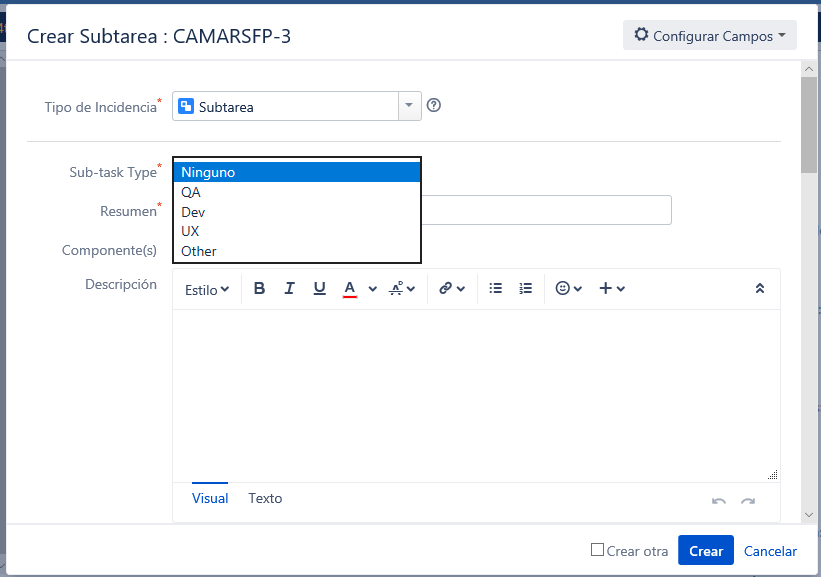 Crear Subtarea : CAMARSFP-3
Configurar Campos
Tipo de Incidencia*
Subtarea
Sub-task Type*
Ninguno
QA
Dev
UX
Other
Resumen*
Componente(s)
Descripción
Estilo
B I U A
Visual Texto
Crear otra
Crear
Cancelar